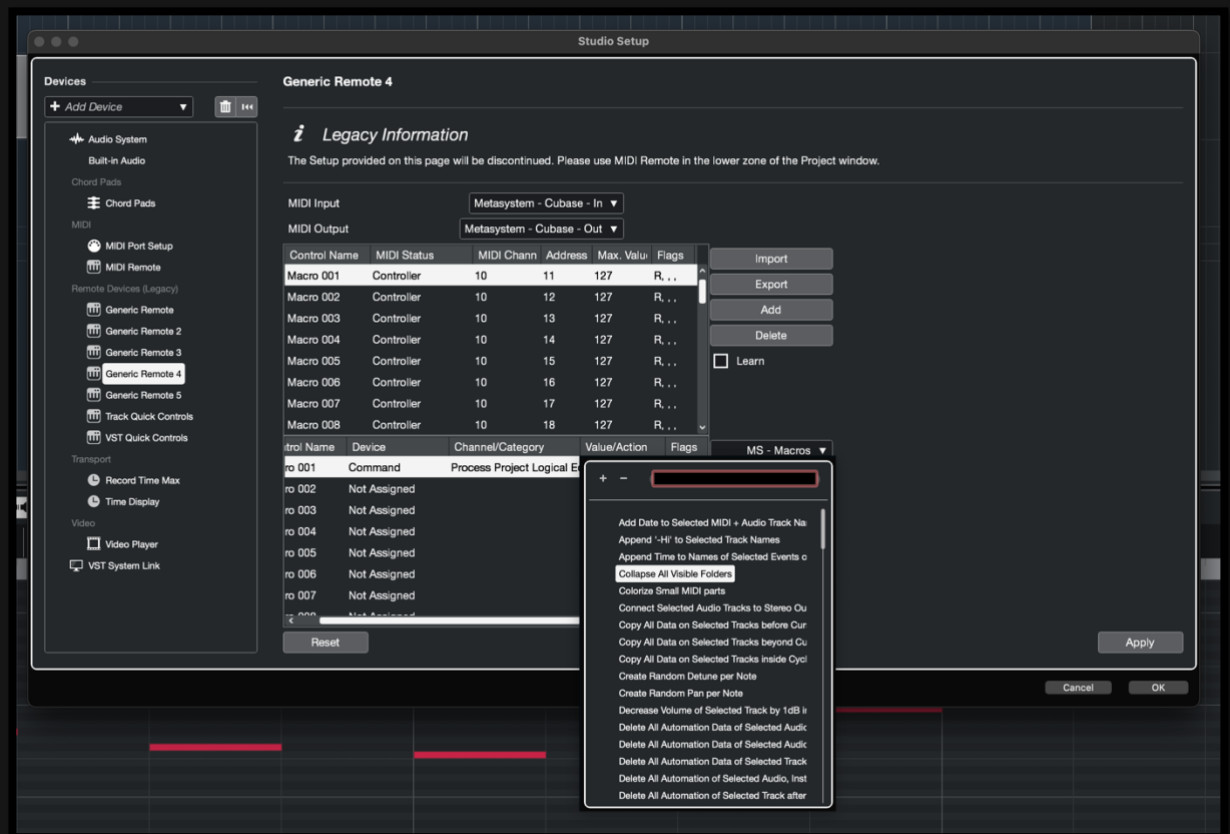 Studio Setup
Devices
+ Add Device
Audio System
Built-in Audio
Chord Pads
Chord Pads
MIDI
MIDI Port Setup
MIDI Remote
Remote Devices (Legacy)
Generic Remote
Generic Remote 2
Generic Remote 3
Generic Remote 4
Generic Remote 5
Track Quick Controls
VST Quick Controls
Transport
Record Time Max
Time Display
Video
Video Player
VST System Link
Generic Remote 4
i Legacy Information
The Setup provided on this page will be discontinued. Please use MIDI Remote in the lower zone of the Project window.
MIDI Input Metasystem - Cubase - In
MIDI Output Metasystem - Cubase - Out
Control Name MIDI Status MIDI Chann Address Max. Valu Flags
Macro 001 Controller 10 11 127 R, , ,
Macro 002 Controller 10 12 127 R, , ,
Macro 003 Controller 10 13 127 R, , ,
Macro 004 Controller 10 14 127 R, , ,
Macro 005 Controller 10 15 127 R, , ,
Macro 006 Controller 10 16 127 R, , ,
Macro 007 Controller 10 17 127 R, , ,
Macro 008 Controller 10 18 127 R, , ,
Import
Export
Add
Delete
Learn
trol Name Device Channel/Category Value/Action Flags
MS - Macros
ro 001 Command Process Project Logical E
ro 002 Not Assigned
ro 003 Not Assigned
ro 004 Not Assigned
ro 005 Not Assigned
ro 006 Not Assigned
ro 007 Not Assigned
+ −
Add Date to Selected MIDI + Audio Track Na
Append '-Hi' to Selected Track Names
Append Time to Names of Selected Events o
Collapse All Visible Folders
Colorize Small MIDI parts
Connect Selected Audio Tracks to Stereo Ou
Copy All Data on Selected Tracks before Cur
Copy All Data on Selected Tracks beyond Cu
Copy All Data on Selected Tracks inside Cycl
Create Random Detune per Note
Create Random Pan per Note
Decrease Volume of Selected Track by 1dB i
Delete All Automation Data of Selected Audic
Delete All Automation Data of Selected Audic
Delete All Automation Data of Selected Track
Delete All Automation of Selected Audio, Inst
Delete All Automation of Selected Track after
Reset
Apply
Cancel
OK